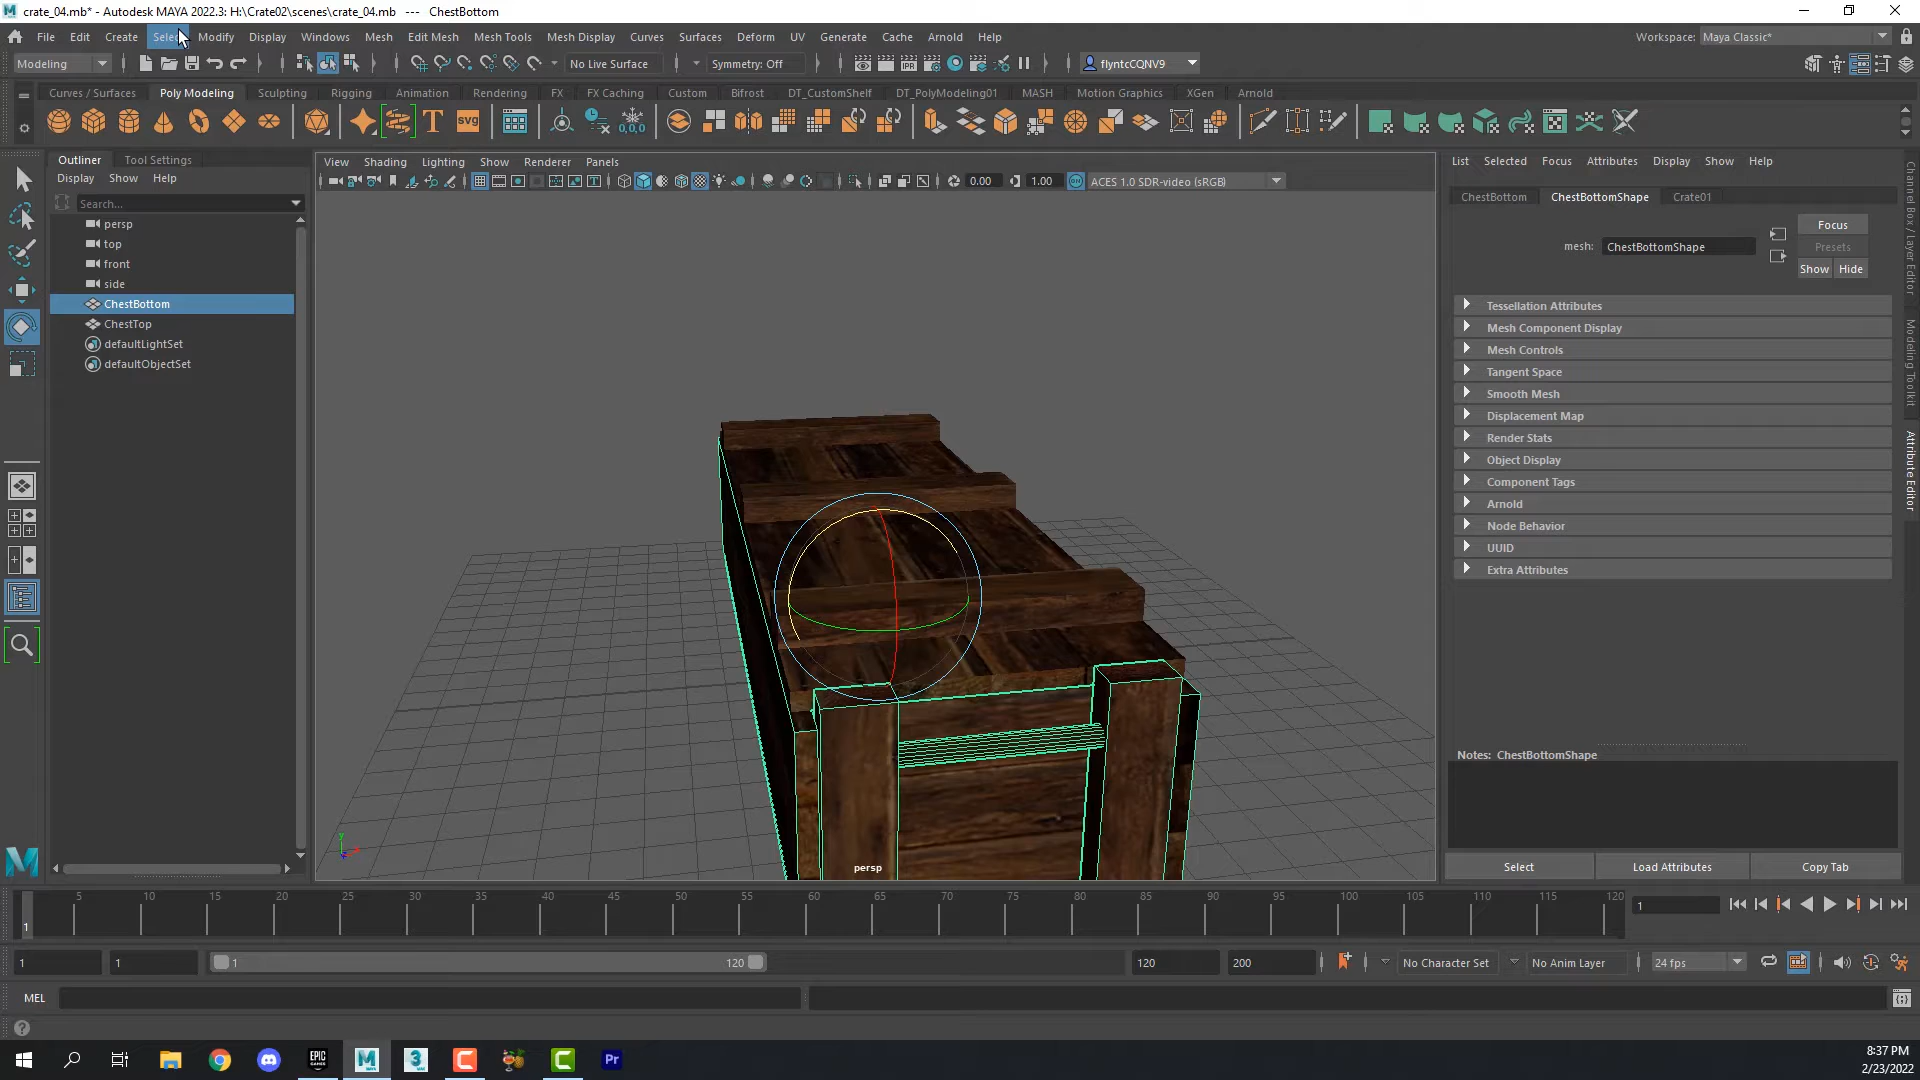 crate_04.mb* - Autodesk MAYA 2022.3: H:\Crate02\scenes\crate_04.mb   ---   ChestBottom
File Edit Create Select Modify Display Windows Mesh Edit Mesh Mesh Tools Mesh Display Curves Surfaces Deform UV Generate Cache Arnold Help
Workspace: Maya Classic*
Modeling No Live Surface Symmetry: Off flyntcCQNV9
Curves / Surfaces Poly Modeling Sculpting Rigging Animation Rendering FX FX Caching Custom Bifrost DT_CustomShelf DT_PolyModeling01 MASH Motion Graphics XGen Arnold
Outliner Tool Settings
Display Show Help
Search...
persp
top
front
side
ChestBottom
ChestTop
defaultLightSet
defaultObjectSet
View Shading Lighting Show Renderer Panels
0.00 1.00 ACES 1.0 SDR-video (sRGB)
persp
List Selected Focus Attributes Display Show Help
ChestBottom ChestBottomShape Crate01
mesh: ChestBottomShape
Focus
Presets
Show Hide
Tessellation Attributes
Mesh Component Display
Mesh Controls
Tangent Space
Smooth Mesh
Displacement Map
Render Stats
Object Display
Component Tags
Arnold
Node Behavior
UUID
Extra Attributes
Notes: ChestBottomShape
Select Load Attributes Copy Tab
Channel Box / Layer Editor
Modeling Toolkit
Attribute Editor
5 10 15 20 25 30 35 40 45 50 55 60 65 70 75 80 85 90 95 100 105 110 115 120
1
1
1 1 1 120 120 200 No Character Set No Anim Layer 24 fps
MEL
8:37 PM
2/23/2022